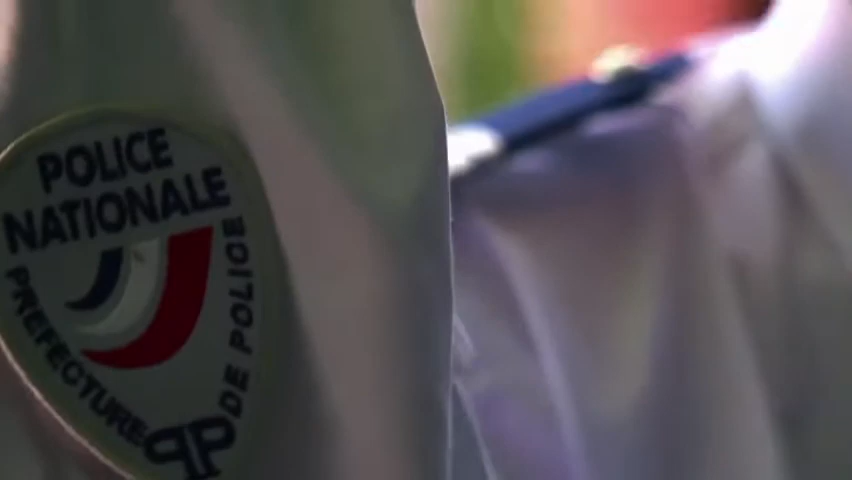 POLICE
NATIONALE
PREFECTURE
DE POLICE
PP